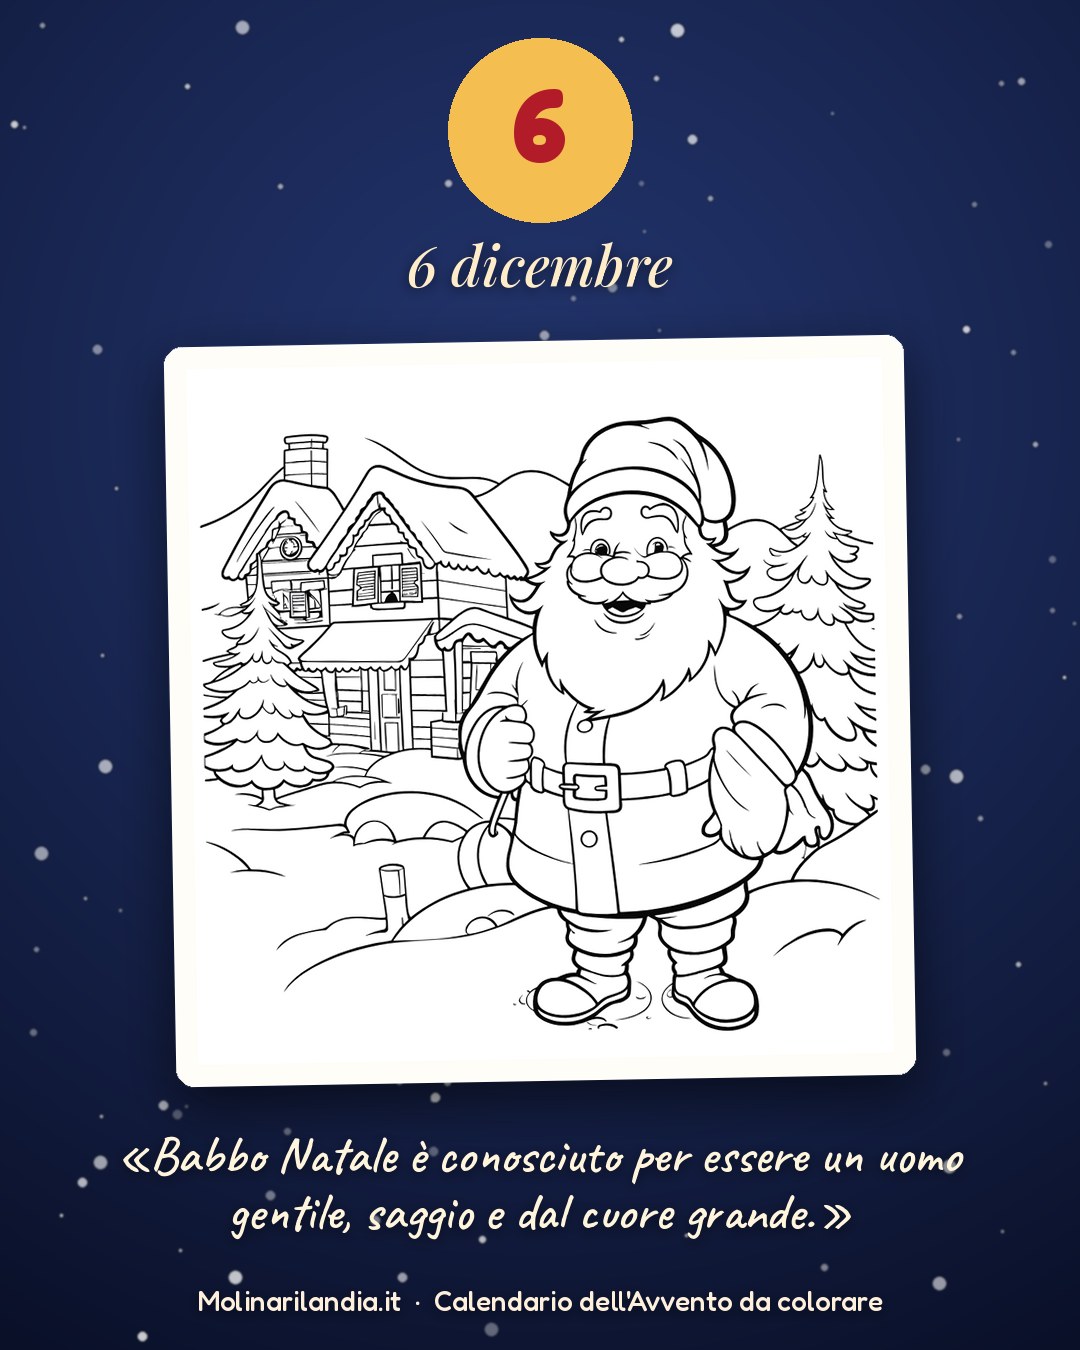 6
6 dicembre
«Babbo Natale è conosciuto per essere un uomo
gentile, saggio e dal cuore grande.»
Molinarilandia.it · Calendario dell'Avvento da colorare